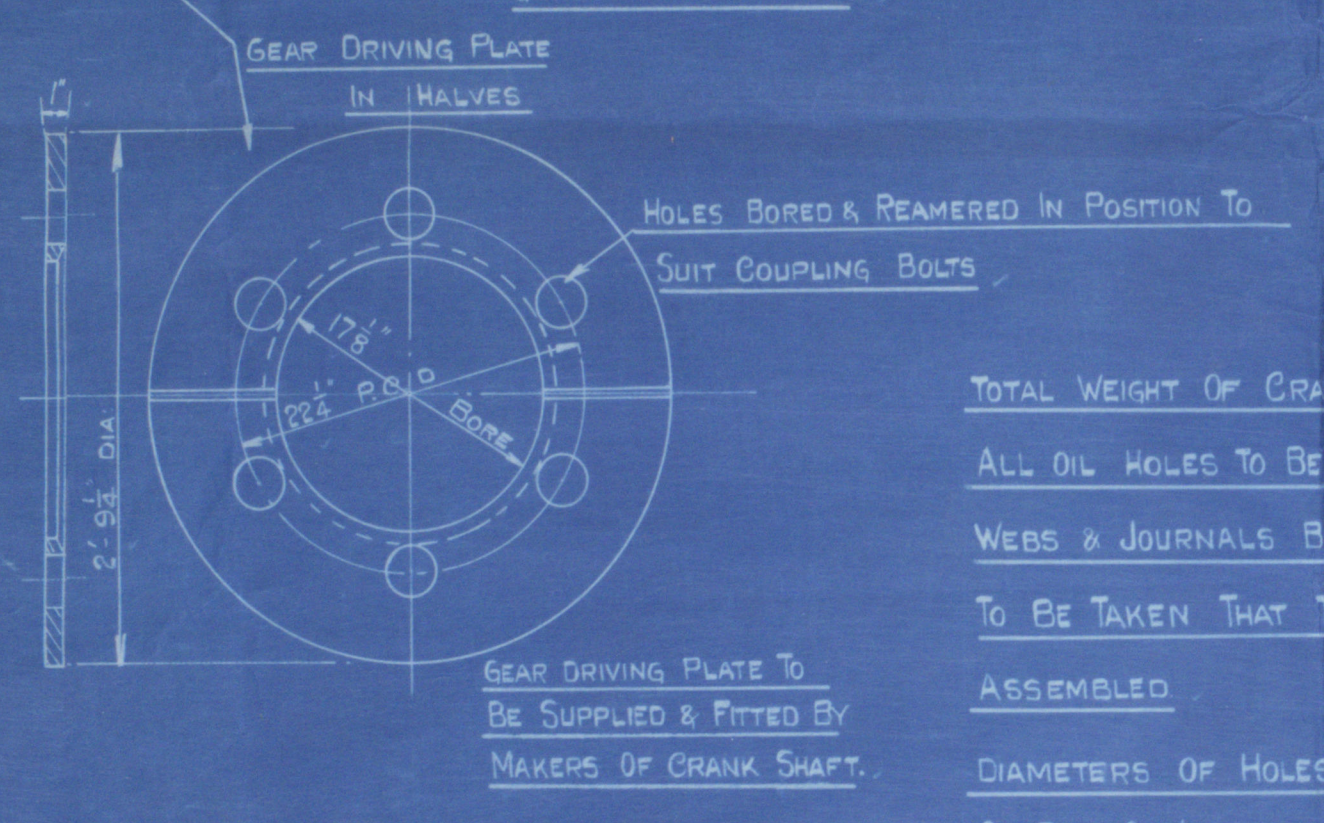 GEAR DRIVING PLATE
IN HALVES
1"
HOLES BORED & REAMERED IN POSITION TO
SUIT COUPLING BOLTS
17 1/8"
22 1/4" P.C.D
BORE
2'-9 1/4" DIA.
TOTAL WEIGHT OF CRA
ALL OIL HOLES TO BE
WEBS & JOURNALS B
TO BE TAKEN THAT
ASSEMBLED
GEAR DRIVING PLATE TO
BE SUPPLIED & FITTED BY
MAKERS OF CRANK SHAFT.
DIAMETERS OF HOLES